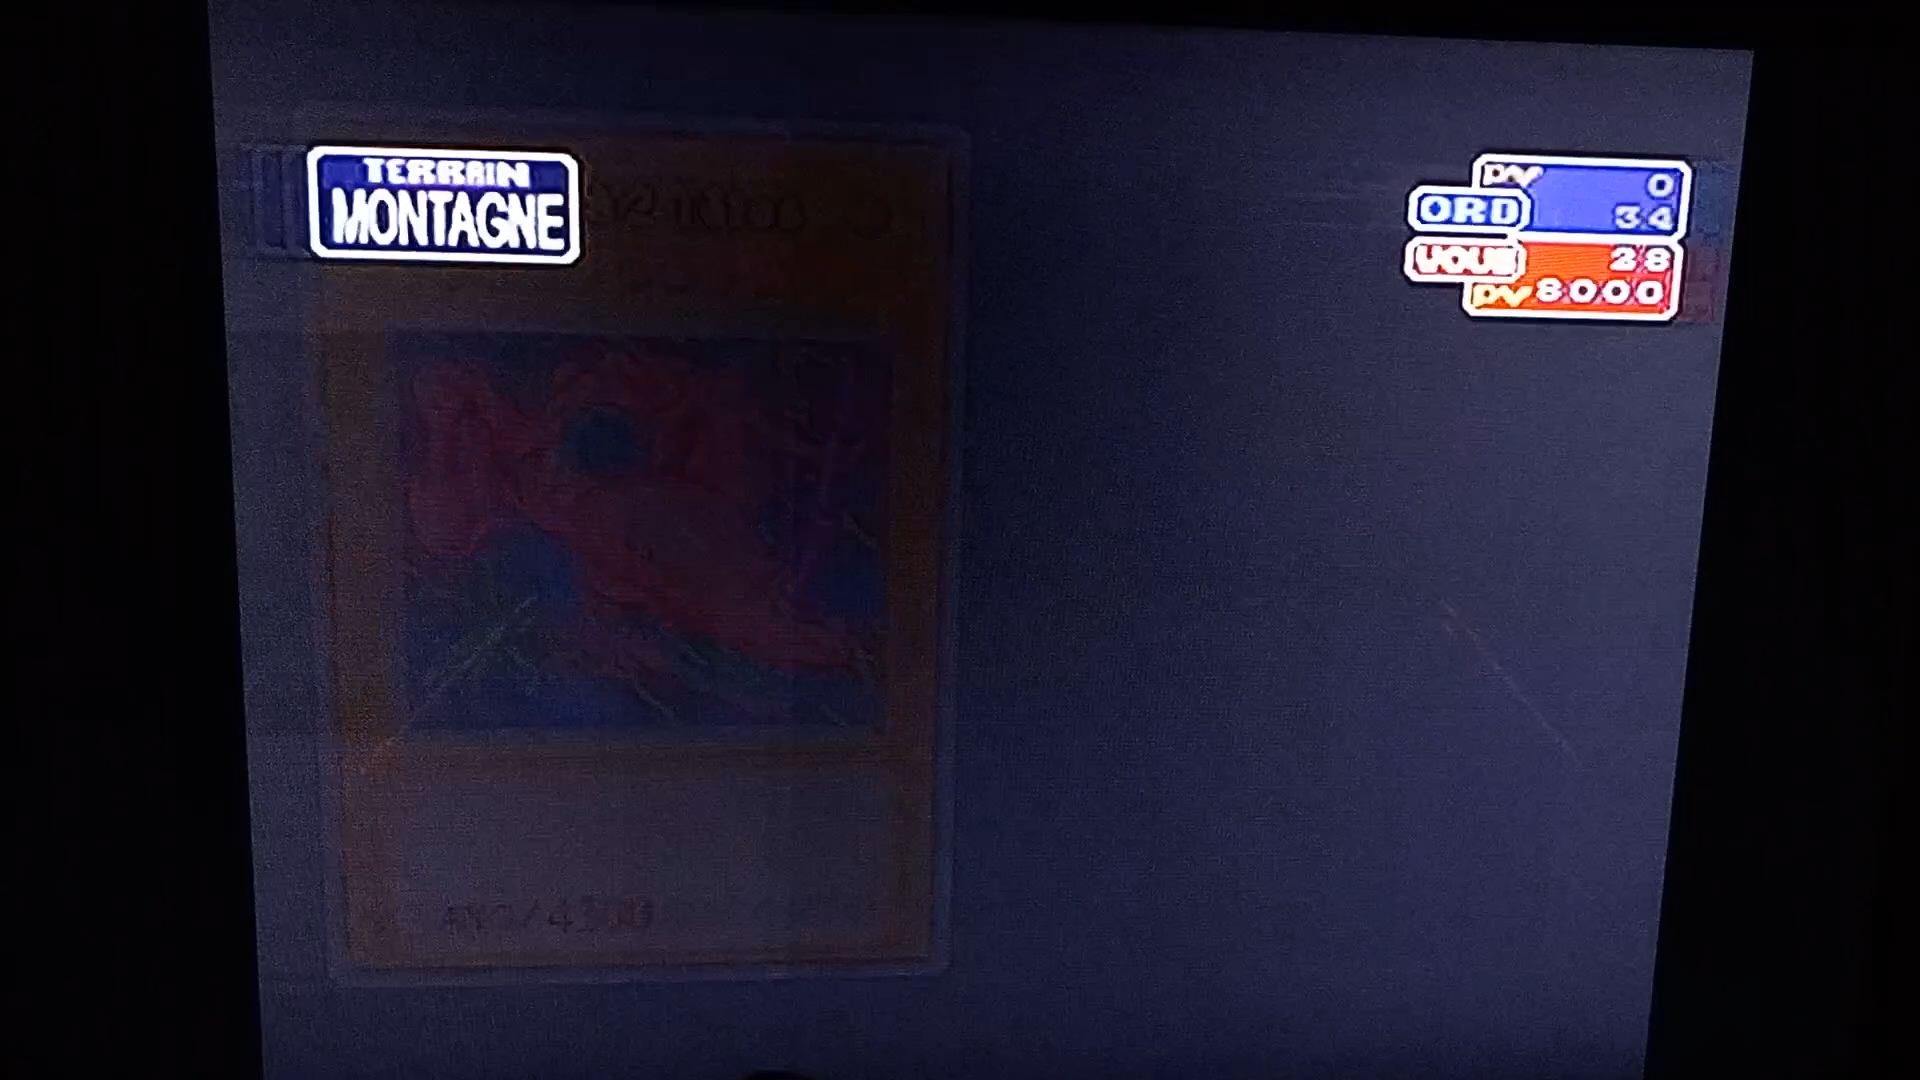 TERRAIN
MONTAGNE
pv 0
ORD 34
VOUS 28
pv 8000